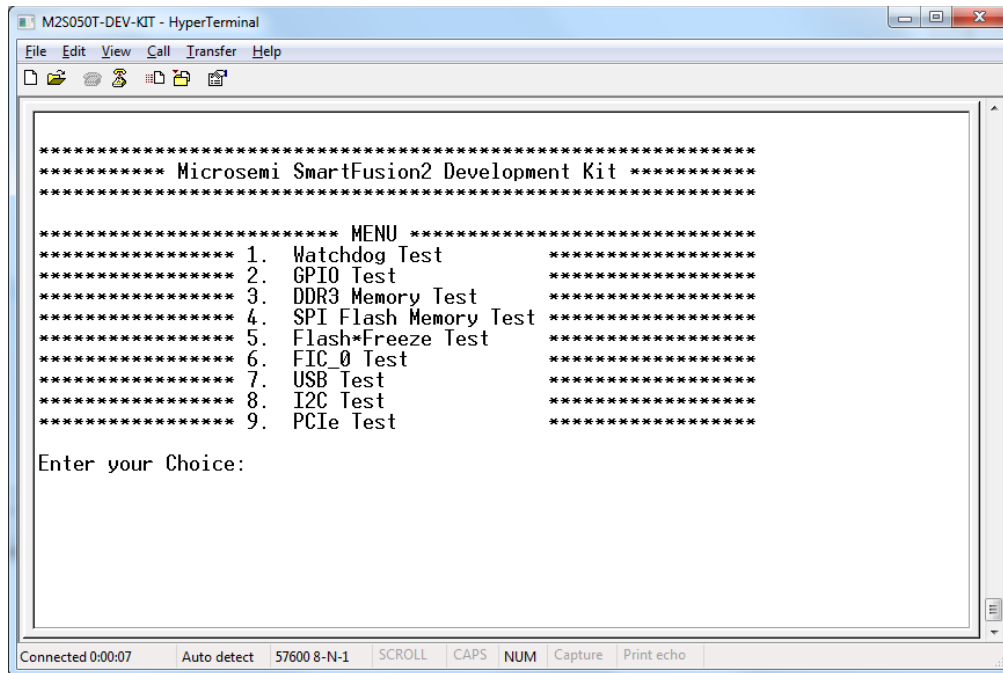 M2S050T-DEV-KIT - HyperTerminal
File Edit View Call Transfer Help
**************************************************************
*********** Microsemi SmartFusion2 Development Kit ***********
**************************************************************
************************** MENU ******************************
***************** 1. Watchdog Test ******************
***************** 2. GPIO Test ******************
***************** 3. DDR3 Memory Test ******************
***************** 4. SPI Flash Memory Test ******************
***************** 5. Flash*Freeze Test ******************
***************** 6. FIC_0 Test ******************
***************** 7. USB Test ******************
***************** 8. I2C Test ******************
***************** 9. PCIe Test ******************
Enter your Choice:
Connected 0:00:07 Auto detect 57600 8-N-1 SCROLL CAPS NUM Capture Print echo